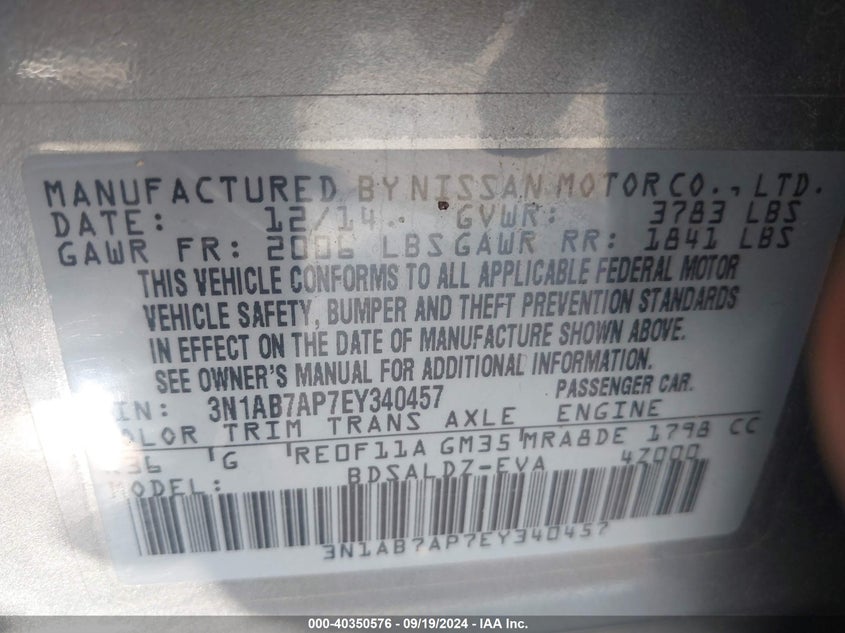 MANUFACTURED BY NISSAN MOTOR CO., LTD.
DATE: 12/14 GVWR: 3783 LBS
GAWR FR: 2006 LBS GAWR RR: 1841 LBS
THIS VEHICLE CONFORMS TO ALL APPLICABLE FEDERAL MOTOR
VEHICLE SAFETY, BUMPER AND THEFT PREVENTION STANDARDS
IN EFFECT ON THE DATE OF MANUFACTURE SHOWN ABOVE.
SEE OWNER'S MANUAL FOR ADDITIONAL INFORMATION.
PASSENGER CAR.
VIN: 3N1AB7AP7EY340457
COLOR TRIM TRANS AXLE ENGINE
G RE0F11A GM35 MRA8DE 1798 CC
MODEL: BDSALDZ-EVA 4Z000
3N1AB7AP7EY340457
000-40350576 - 09/19/2024 - IAA Inc.